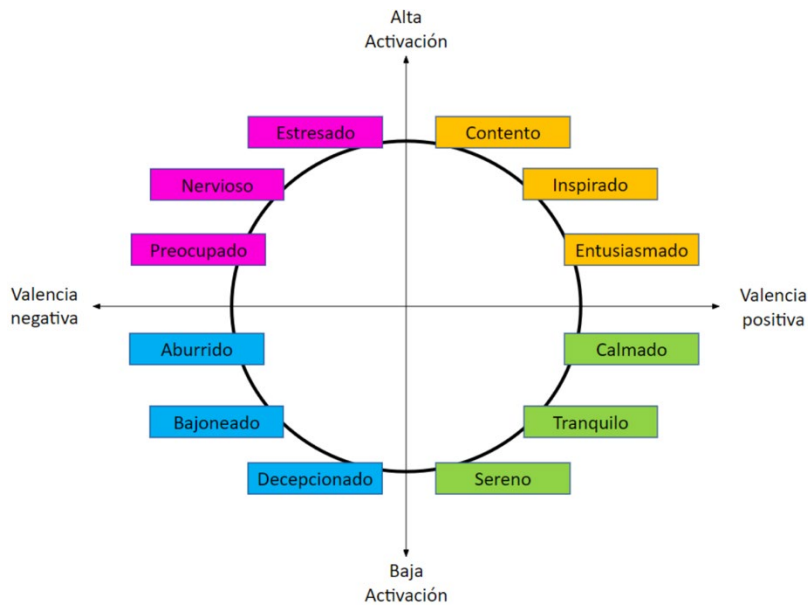 Alta
Activación
Estresado
Contento
Nervioso
Inspirado
Preocupado
Entusiasmado
Valencia
negativa
Valencia
positiva
Aburrido
Calmado
Bajoneado
Tranquilo
Decepcionado
Sereno
Baja
Activación